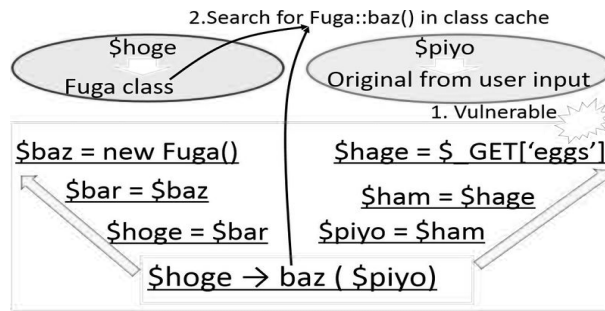 2.Search for Fuga::baz() in class cache
$hoge
Fuga class
$piyo
Original from user input
1. Vulnerable
$baz = new Fuga()
$bar = $baz
$hoge = $bar
$hage = $_GET[‘eggs’]
$ham = $hage
$piyo = $ham
$hoge → baz ( $piyo)